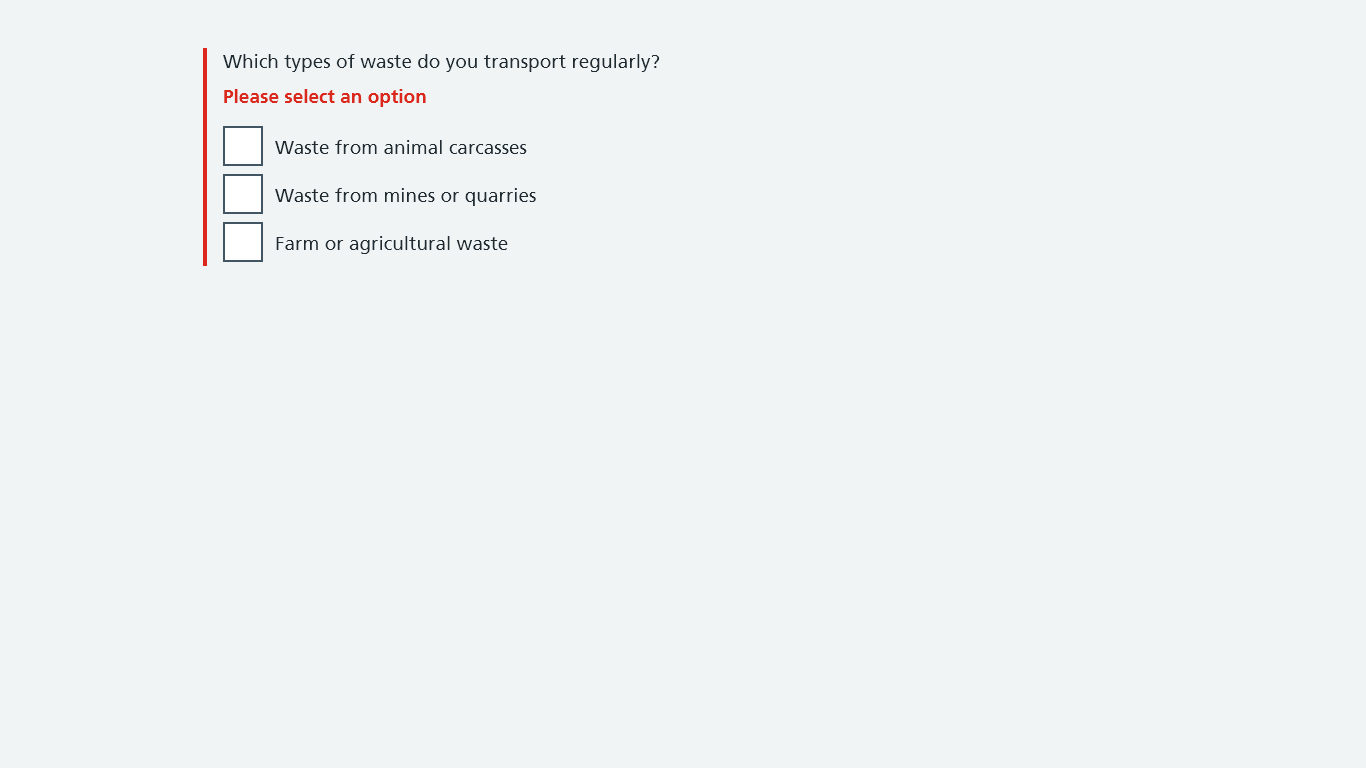 Which types of waste do you transport regularly?
Please select an option
Waste from animal carcasses
Waste from mines or quarries
Farm or agricultural waste